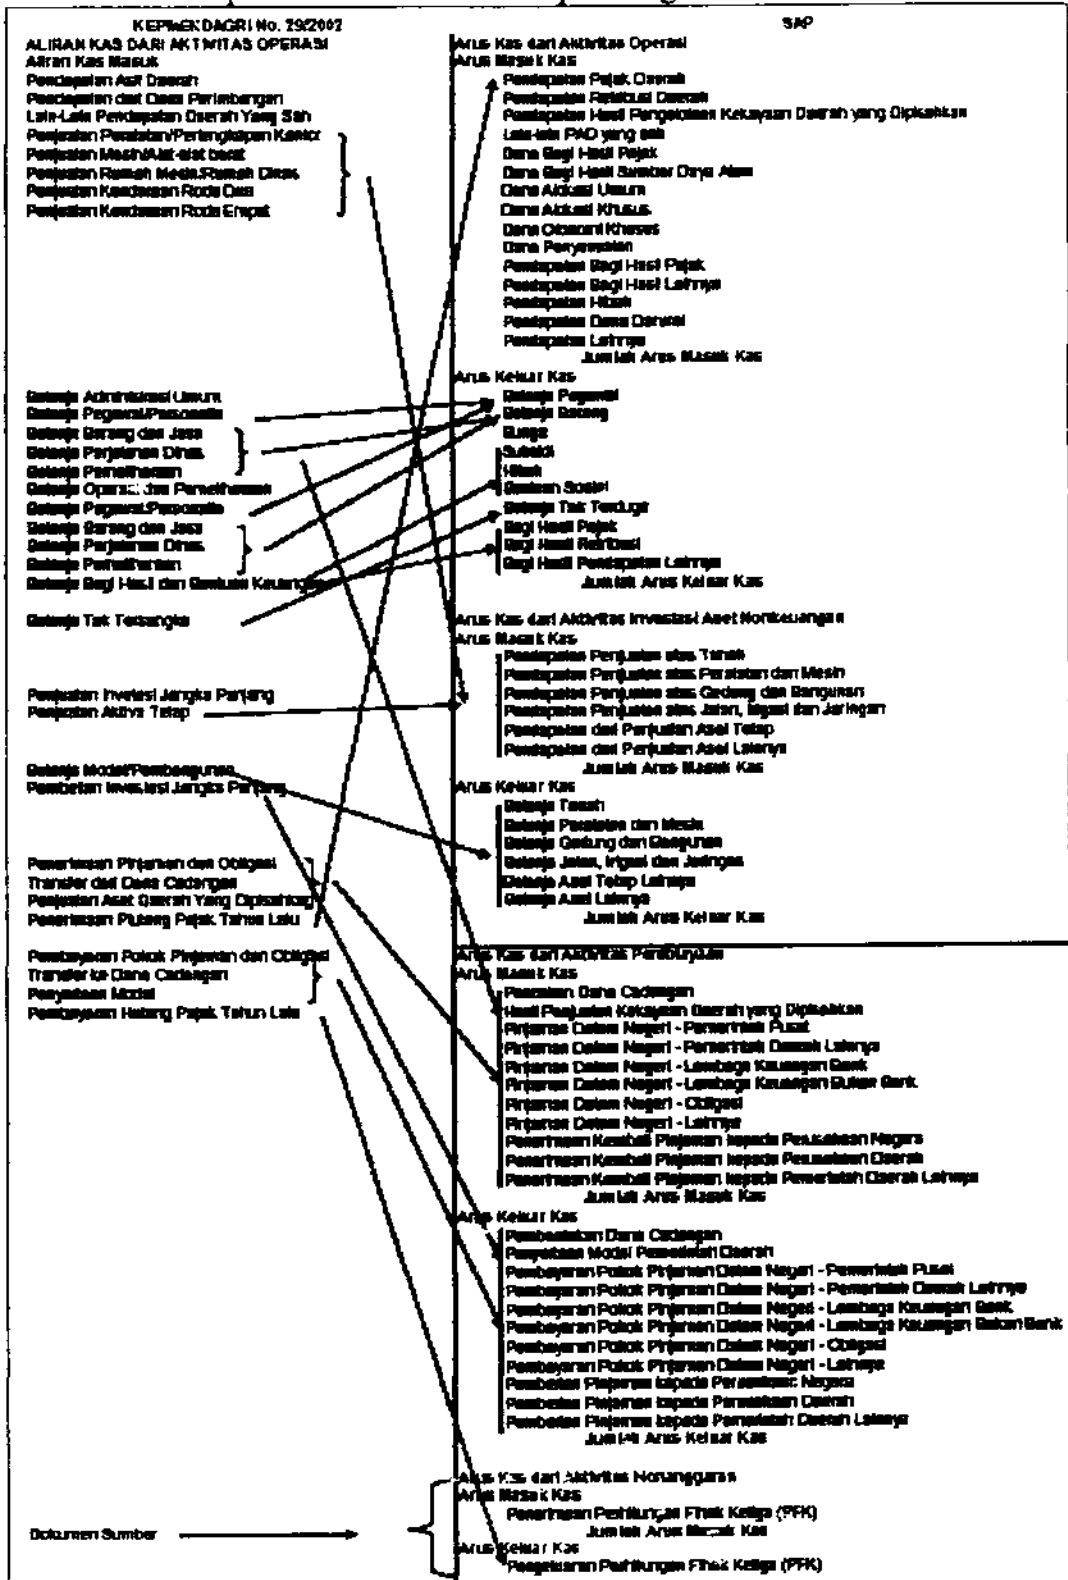 KEPMENDAGRI No. 29/2002
ALIRAN KAS DARI AKTIVITAS OPERASI
Aliran Kas Masuk
Pendapatan Asli Daerah
Pendapatan dari Dana Perimbangan
Lain-Lain Pendapatan Daerah Yang Sah
Penjualan Peralatan/Perlengkapan Kantor
Penjualan Mesin/Alat-alat berat
Penjualan Rumah Dinas
Penjualan Kendaraan Roda Dua
Penjualan Kendaraan Roda Empat
Belanja Administrasi Umum
Belanja Pegawai/Personalia
Belanja Barang dan Jasa
Belanja Perjalanan Dinas
Belanja Pemeliharaan
Belanja Operasi dan Pemeliharaan
Belanja Pegawai/Personalia
Belanja Barang dan Jasa
Belanja Perjalanan Dinas
Belanja Pemeliharaan
Belanja Bagi Hasil dan Bantuan Keuangan
Belanja Tak Tersangka
Penjualan Investasi Jangka Panjang
Penjualan Aktiva Tetap
Belanja Modal/Pembangunan
Pembelian Investasi Jangka Panjang
Penerimaan Pinjaman dan Obligasi
Transfer dari Dana Cadangan
Penjualan Aset Daerah Yang Dipisahkan
Penerimaan Piutang Pajak Tahun Lalu
Pembayaran Pokok Pinjaman dan Obligasi
Transfer ke Dana Cadangan
Penyertaan Modal
Pembayaran Hutang Pajak Tahun Lalu
Dokumen Sumber
SAP
Arus Kas dari Aktivitas Operasi
Arus Masuk Kas
Pendapatan Pajak Daerah
Pendapatan Retribusi Daerah
Pendapatan Hasil Pengelolaan Kekayaan Daerah yang Dipisahkan
Lain-lain PAD yang sah
Dana Bagi Hasil Pajak
Dana Bagi Hasil Sumber Daya Alam
Dana Alokasi Umum
Dana Alokasi Khusus
Dana Otonomi Khusus
Dana Penyesuaian
Pendapatan Bagi Hasil Pajak
Pendapatan Bagi Hasil Lainnya
Pendapatan Hibah
Pendapatan Dana Darurat
Pendapatan Lainnya
Jumlah Arus Masuk Kas
Arus Keluar Kas
Belanja Pegawai
Belanja Barang
Bunga
Subsidi
Hibah
Bantuan Sosial
Belanja Tak Terduga
Bagi Hasil Pajak
Bagi Hasil Retribusi
Bagi Hasil Pendapatan Lainnya
Jumlah Arus Keluar Kas
Arus Kas dari Aktivitas Investasi Aset Nonkeuangan
Arus Masuk Kas
Pendapatan Penjualan atas Tanah
Pendapatan Penjualan atas Peralatan dan Mesin
Pendapatan Penjualan atas Gedung dan Bangunan
Pendapatan Penjualan atas Jalan, Irigasi dan Jaringan
Pendapatan dari Penjualan Aset Tetap
Pendapatan dari Penjualan Aset Lainnya
Jumlah Arus Masuk Kas
Arus Keluar Kas
Belanja Tanah
Belanja Peralatan dan Mesin
Belanja Gedung dan Bangunan
Belanja Jalan, Irigasi dan Jaringan
Belanja Aset Tetap Lainnya
Belanja Aset Lainnya
Jumlah Arus Keluar Kas
Arus Kas dari Aktivitas Pembiayaan
Arus Masuk Kas
Pencairan Dana Cadangan
Hasil Penjualan Kekayaan Daerah yang Dipisahkan
Pinjaman Dalam Negeri - Pemerintah Pusat
Pinjaman Dalam Negeri - Pemerintah Daerah Lainnya
Pinjaman Dalam Negeri - Lembaga Keuangan Bank
Pinjaman Dalam Negeri - Lembaga Keuangan Bukan Bank
Pinjaman Dalam Negeri - Obligasi
Pinjaman Dalam Negeri - Lainnya
Penerimaan Kembali Pinjaman kepada Perusahaan Negara
Penerimaan Kembali Pinjaman kepada Perusahaan Daerah
Penerimaan Kembali Pinjaman kepada Pemerintah Daerah Lainnya
Jumlah Arus Masuk Kas
Arus Keluar Kas
Pembentukan Dana Cadangan
Penyertaan Modal Pemerintah Daerah
Pembayaran Pokok Pinjaman Dalam Negeri - Pemerintah Pusat
Pembayaran Pokok Pinjaman Dalam Negeri - Pemerintah Daerah Lainnya
Pembayaran Pokok Pinjaman Dalam Negeri - Lembaga Keuangan Bank
Pembayaran Pokok Pinjaman Dalam Negeri - Lembaga Keuangan Bukan Bank
Pembayaran Pokok Pinjaman Dalam Negeri - Obligasi
Pembayaran Pokok Pinjaman Dalam Negeri - Lainnya
Pemberian Pinjaman kepada Perusahaan Negara
Pemberian Pinjaman kepada Perusahaan Daerah
Pemberian Pinjaman kepada Pemerintah Daerah Lainnya
Jumlah Arus Keluar Kas
Arus Kas dari Aktivitas Nonanggaran
Arus Masuk Kas
Penerimaan Perhitungan Fihak Ketiga (PFK)
Jumlah Arus Masuk Kas
Arus Keluar Kas
Pengeluaran Perhitungan Fihak Ketiga (PFK)